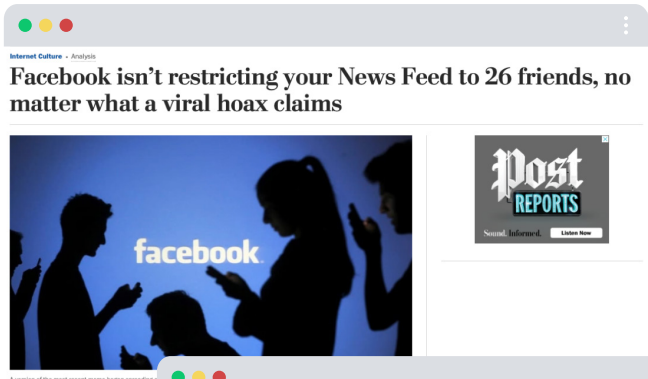 Internet Culture • Analysis
Facebook isn't restricting your News Feed to 26 friends, no
matter what a viral hoax claims
facebook
Post
REPORTS
Sound. Informed.
Listen Now